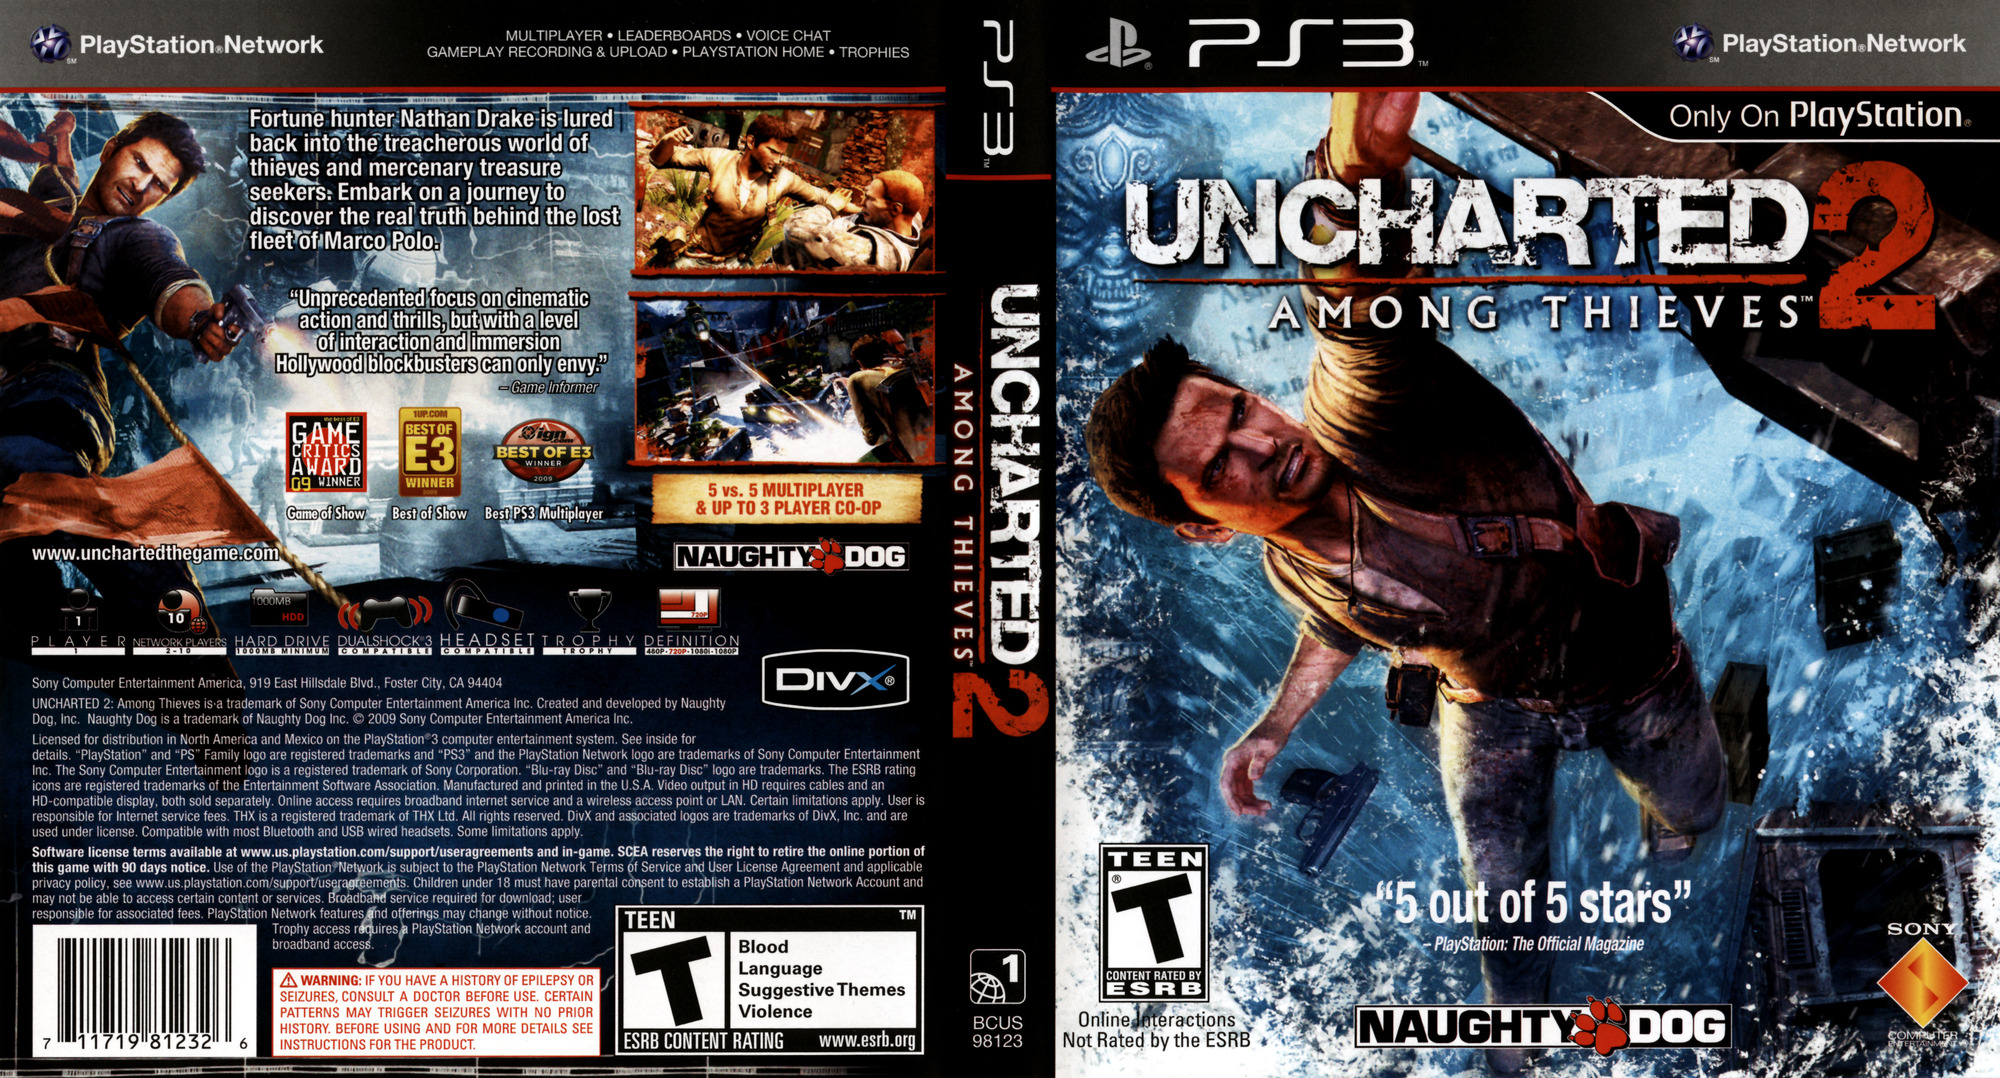 PlayStation®Network
SM
MULTIPLAYER • LEADERBOARDS • VOICE CHAT
GAMEPLAY RECORDING & UPLOAD • PLAYSTATION HOME • TROPHIES
Fortune hunter Nathan Drake is lured
back into the treacherous world of
thieves and mercenary treasure
seekers. Embark on a journey to
discover the real truth behind the lost
fleet of Marco Polo.
“Unprecedented focus on cinematic
action and thrills, but with a level
of interaction and immersion
Hollywood blockbusters can only envy.”
– Game Informer
the best of E3
GAME
CRITICS
AWARD
09 WINNER
Game of Show
1UP.COM
BEST OF
E3
WINNER
2009
Best of Show
ign.com
BEST OF E3
WINNER
2009
Best PS3 Multiplayer
5 vs. 5 MULTIPLAYER
& UP TO 3 PLAYER CO-OP
www.unchartedthegame.com
NAUGHTY DOG
1
PLAYER
1
10
NETWORK PLAYERS
2-10
1000MB
HDD
HARD DRIVE
1000MB MINIMUM
DUALSHOCK®3
COMPATIBLE
HEADSET
COMPATIBLE
TROPHY
TROPHY
720P
DEFINITION
480P•720P•1080i•1080P
DIVX®
Sony Computer Entertainment America, 919 East Hillsdale Blvd., Foster City, CA 94404
UNCHARTED 2: Among Thieves is a trademark of Sony Computer Entertainment America Inc. Created and developed by Naughty
Dog, Inc. Naughty Dog is a trademark of Naughty Dog Inc. © 2009 Sony Computer Entertainment America Inc.
Licensed for distribution in North America and Mexico on the PlayStation®3 computer entertainment system. See inside for
details. “PlayStation” and “PS” Family logo are registered trademarks and “PS3” and the PlayStation Network logo are trademarks of Sony Computer Entertainment
Inc. The Sony Computer Entertainment logo is a registered trademark of Sony Corporation. “Blu-ray Disc” and “Blu-ray Disc” logo are trademarks. The ESRB rating
icons are registered trademarks of the Entertainment Software Association. Manufactured and printed in the U.S.A. Video output in HD requires cables and an
HD-compatible display, both sold separately. Online access requires broadband internet service and a wireless access point or LAN. Certain limitations apply. User is
responsible for Internet service fees. THX is a registered trademark of THX Ltd. All rights reserved. DivX and associated logos are trademarks of DivX, Inc. and are
used under license. Compatible with most Bluetooth and USB wired headsets. Some limitations apply.
Software license terms available at www.us.playstation.com/support/useragreements and in-game. SCEA reserves the right to retire the online portion of
this game with 90 days notice. Use of the PlayStation®Network is subject to the PlayStation Network Terms of Service and User License Agreement and applicable
privacy policy, see www.us.playstation.com/support/useragreements. Children under 18 must have parental consent to establish a PlayStation Network Account and
may not be able to access certain content or services. Broadband service required for download; user
responsible for associated fees. PlayStation Network features and offerings may change without notice.
Trophy access requires a PlayStation Network account and
broadband access.
7 11719 81232 6
WARNING: IF YOU HAVE A HISTORY OF EPILEPSY OR
SEIZURES, CONSULT A DOCTOR BEFORE USE. CERTAIN
PATTERNS MAY TRIGGER SEIZURES WITH NO PRIOR
HISTORY. BEFORE USING AND FOR MORE DETAILS SEE
INSTRUCTIONS FOR THE PRODUCT.
TEEN ™
T
Blood
Language
Suggestive Themes
Violence
ESRB CONTENT RATING www.esrb.org
PS3™
UNCHARTED 2
AMONG THIEVES™
1
BCUS
98123
PS3™
PlayStation®Network
SM
Only On PlayStation®
UNCHARTED 2
AMONG THIEVES™
TEEN
T ®
CONTENT RATED BY
ESRB
Online Interactions
Not Rated by the ESRB
“5 out of 5 stars”
– PlayStation: The Official Magazine
NAUGHTY DOG
SONY
COMPUTER
ENTERTAINMENT®